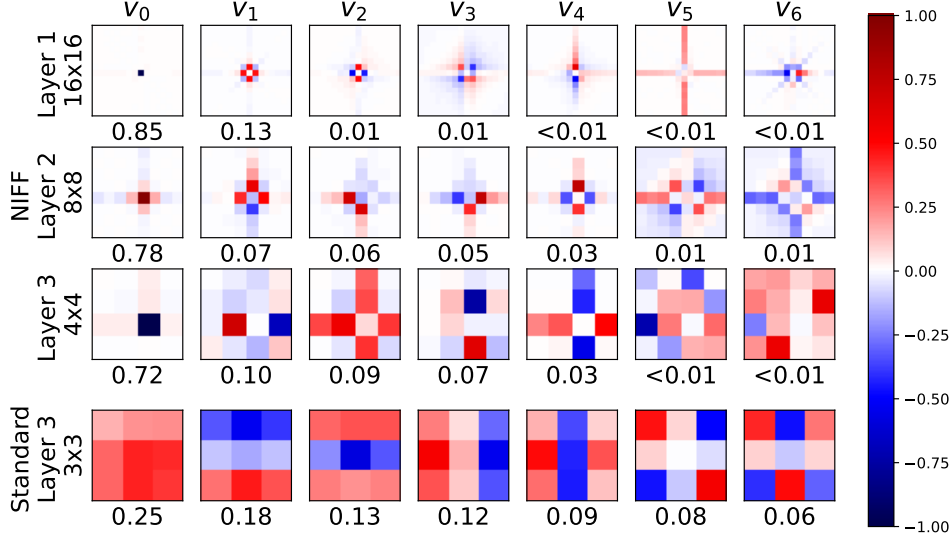 v0 v1 v2 v3 v4 v5 v6
Layer 1
16x16
0.85 0.13 0.01 0.01 <0.01 <0.01 <0.01
NIFF
Layer 2
8x8
0.78 0.07 0.06 0.05 0.03 0.01 0.01
Layer 3
4x4
0.72 0.10 0.09 0.07 0.03 <0.01 <0.01
Standard
Layer 3
3x3
0.25 0.18 0.13 0.12 0.09 0.08 0.06
1.00
0.75
0.50
0.25
0.00
−0.25
−0.50
−0.75
−1.00